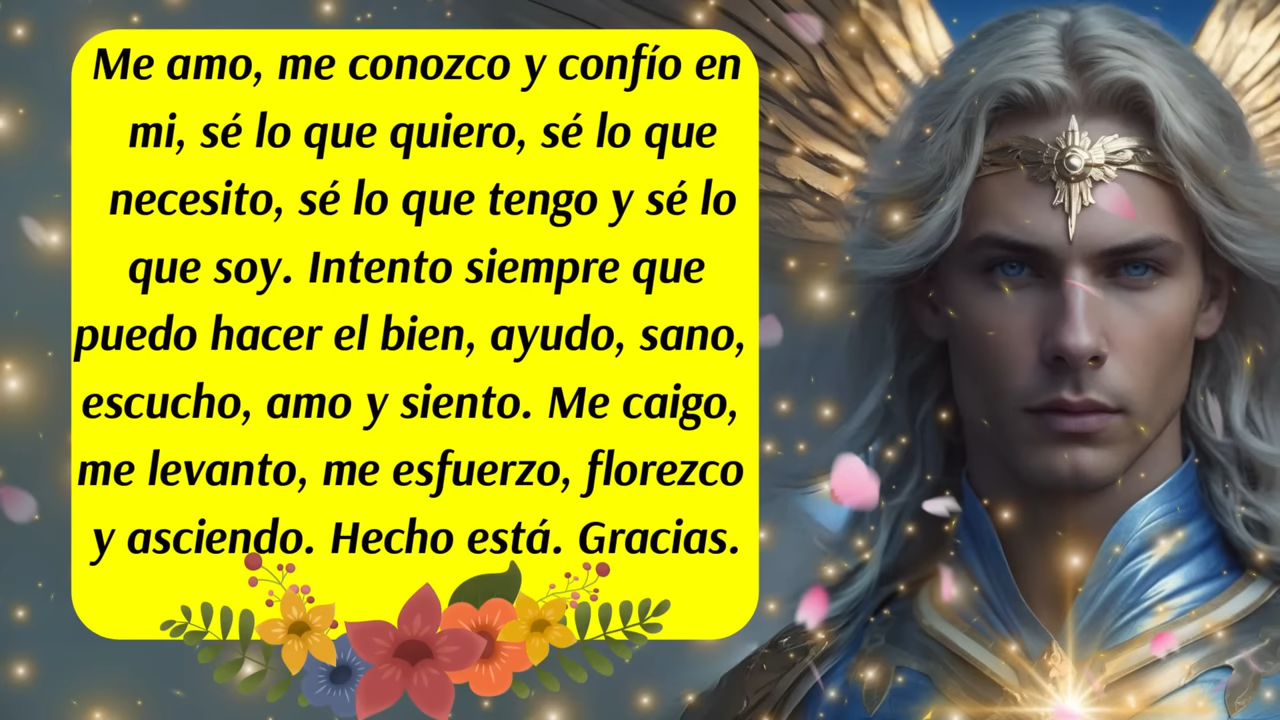 Me amo, me conozco y confío en
mi, sé lo que quiero, sé lo que
necesito, sé lo que tengo y sé lo
que soy. Intento siempre que
puedo hacer el bien, ayudo, sano,
escucho, amo y siento. Me caigo,
me levanto, me esfuerzo, florezco
y asciendo. Hecho está. Gracias.